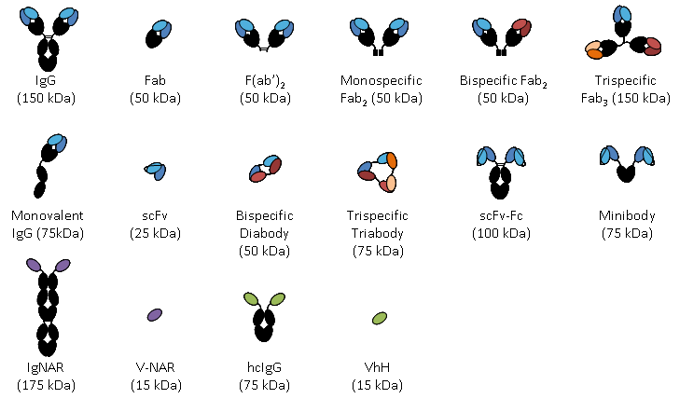 IgG
(150 kDa)
Fab
(50 kDa)
F(ab’)2
(50 kDa)
Monospecific
Fab2 (50 kDa)
Bispecific Fab2
(50 kDa)
Trispecific
Fab3 (150 kDa)
Monovalent
IgG (75kDa)
scFv
(25 kDa)
Bispecific
Diabody
(50 kDa)
Trispecific
Triabody
(75 kDa)
scFv-Fc
(100 kDa)
Minibody
(75 kDa)
IgNAR
(175 kDa)
V-NAR
(15 kDa)
hcIgG
(75 kDa)
VhH
(15 kDa)